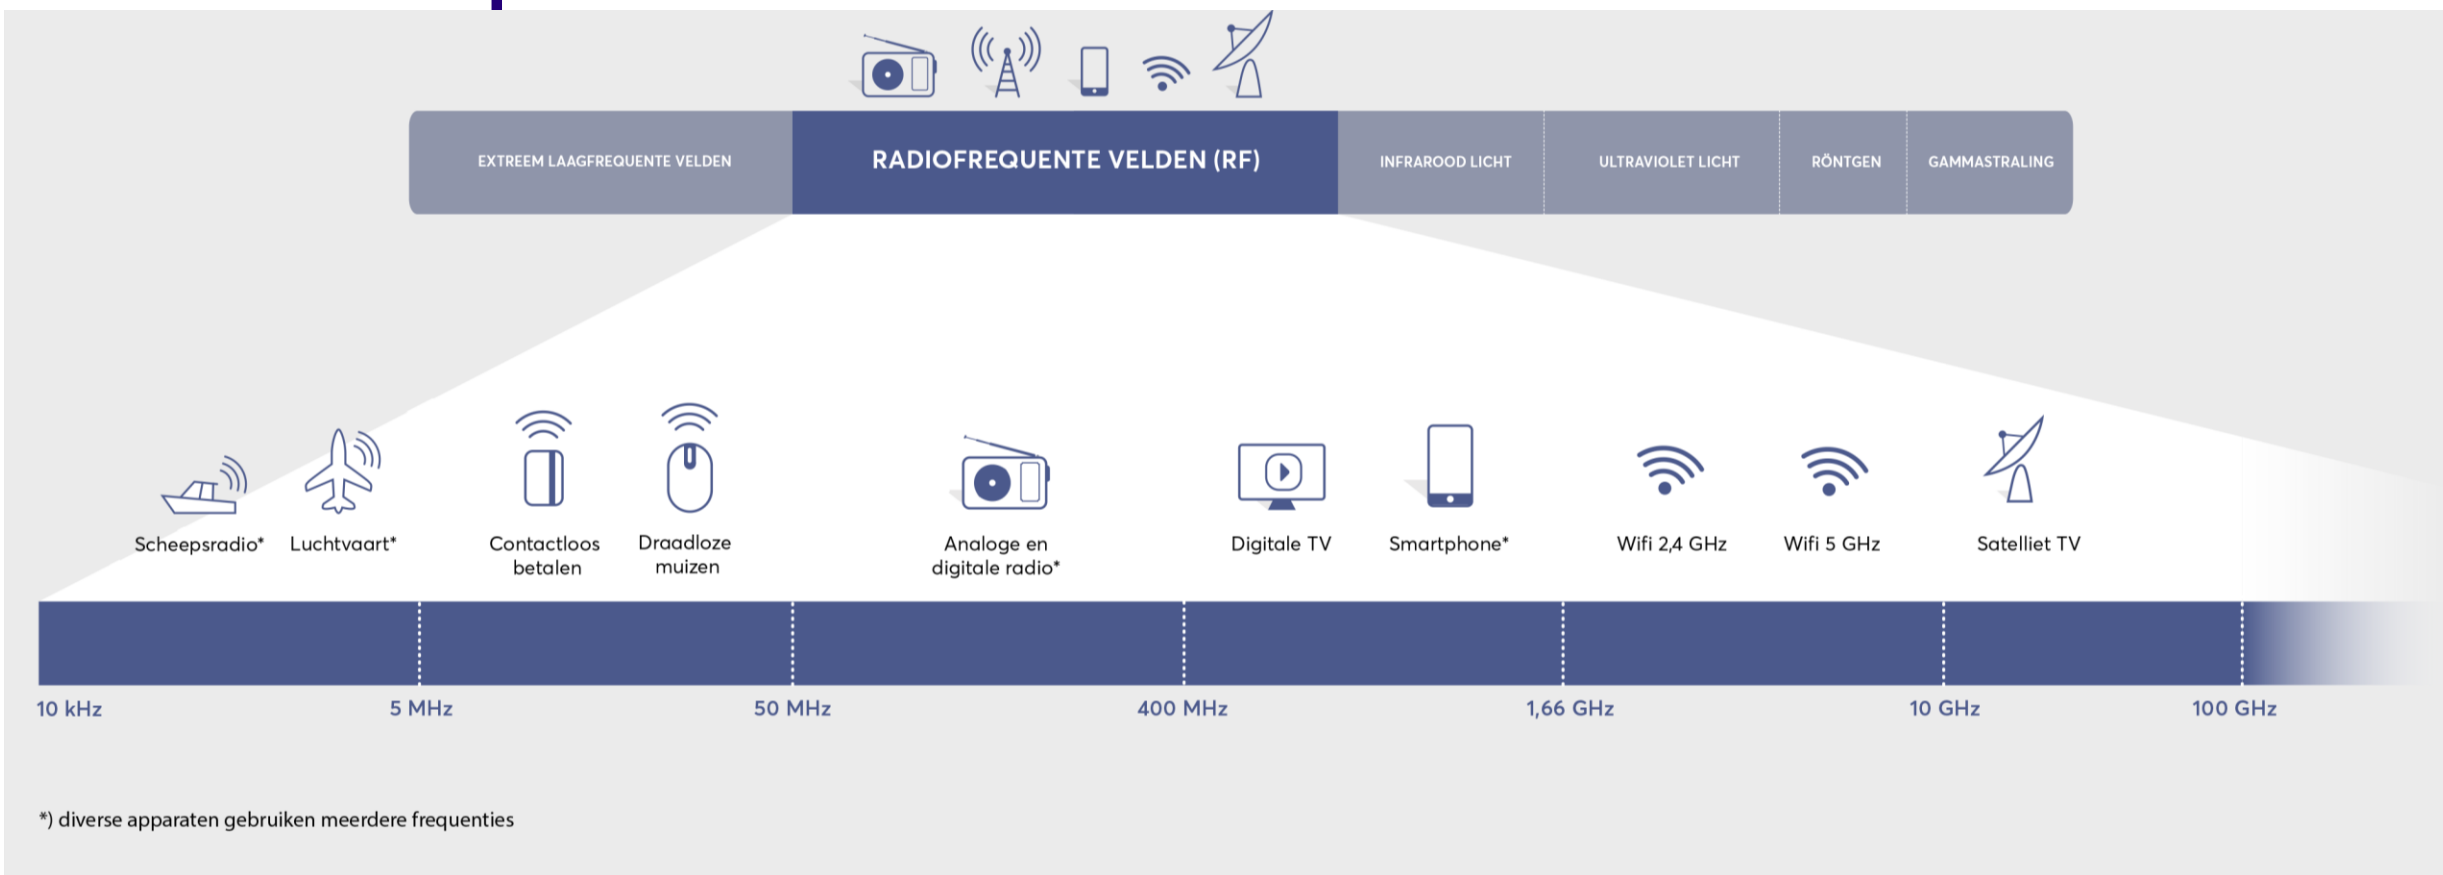 EXTREEM LAAGFREQUENTE VELDEN
RADIOFREQUENTE VELDEN (RF)
INFRAROOD LICHT
ULTRAVIOLET LICHT
RÖNTGEN
GAMMASTRALING
Scheepsradio*
Luchtvaart*
Contactloos
betalen
Draadloze
muizen
Analoge en
digitale radio*
Digitale TV
Smartphone*
Wifi 2,4 GHz
Wifi 5 GHz
Satelliet TV
10 kHz
5 MHz
50 MHz
400 MHz
1,66 GHz
10 GHz
100 GHz
*) diverse apparaten gebruiken meerdere frequenties